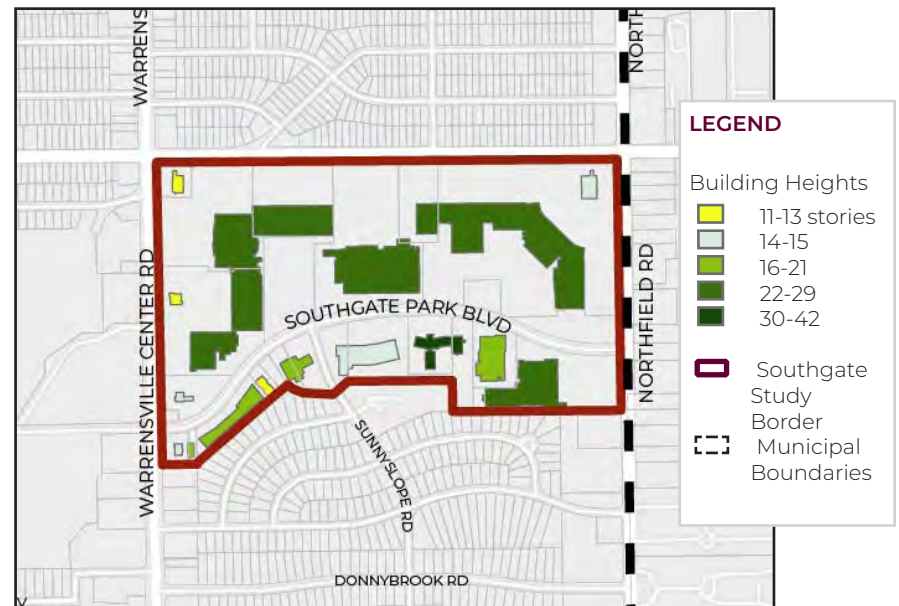 WARRENS
NORTH
WARRENSVILLE CENTER RD
SOUTHGATE PARK BLVD
NORTHFIELD RD
SUNNYSLOPE RD
DONNYBROOK RD
LEGEND
Building Heights
11-13 stories
14-15
16-21
22-29
30-42
Southgate
Study
Border
Municipal
Boundaries